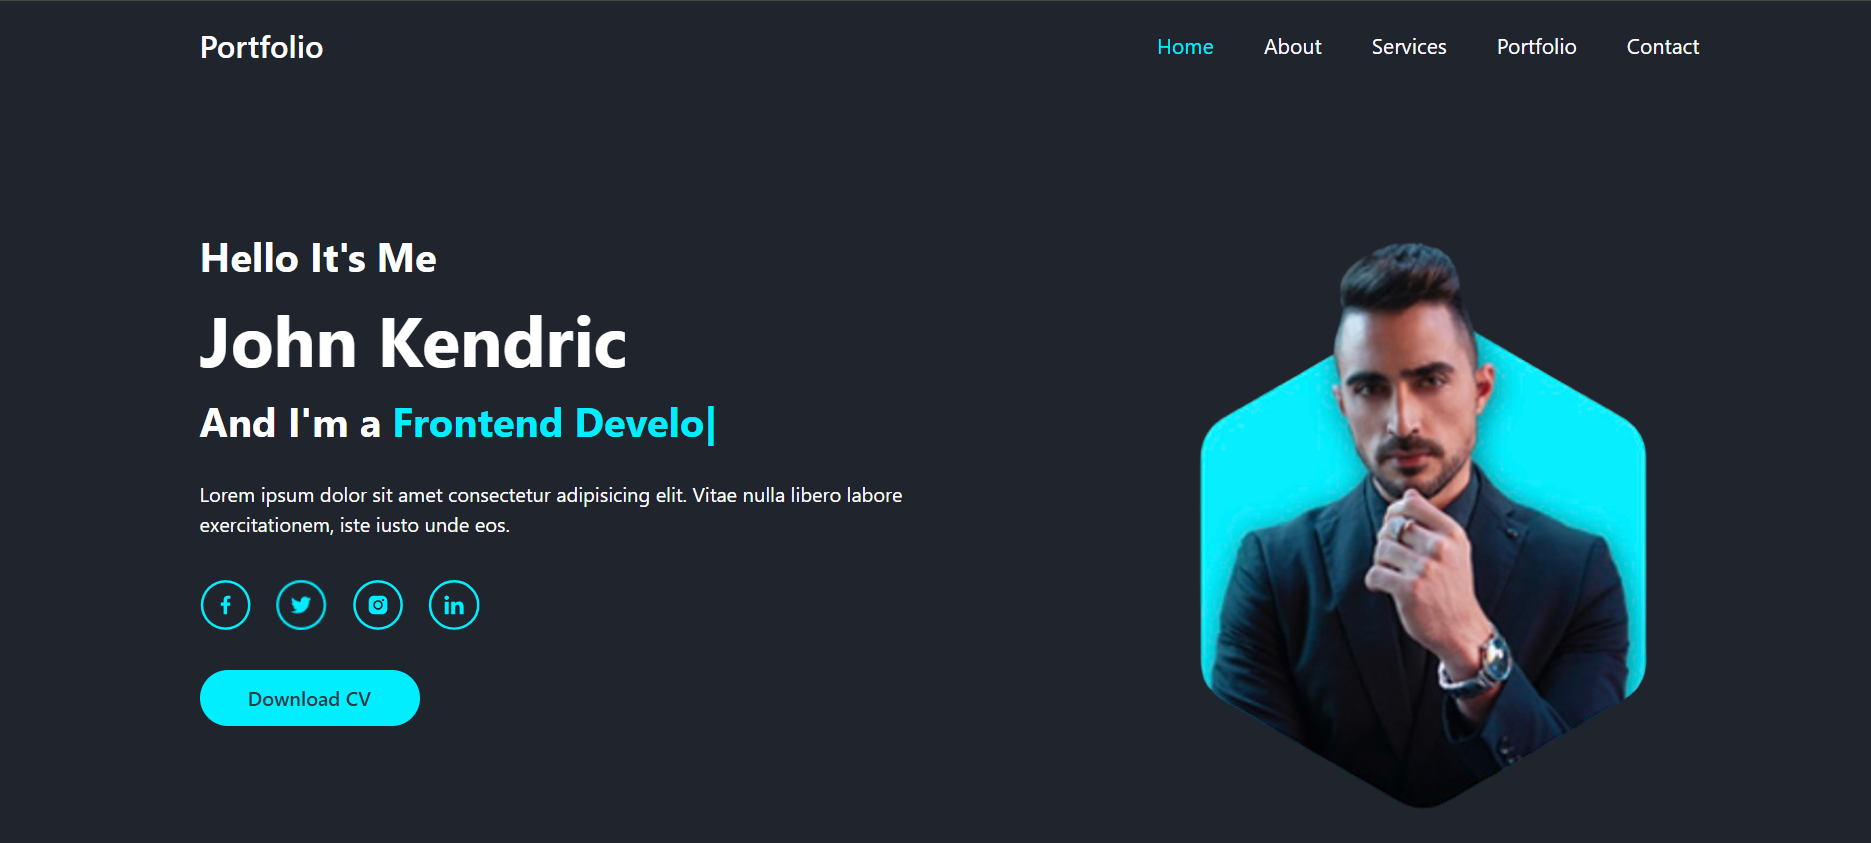 Portfolio
Home About Services Portfolio Contact
Hello It's Me
John Kendric
And I'm a Frontend Develo|
Lorem ipsum dolor sit amet consectetur adipisicing elit. Vitae nulla libero labore
exercitationem, iste iusto unde eos.
Download CV